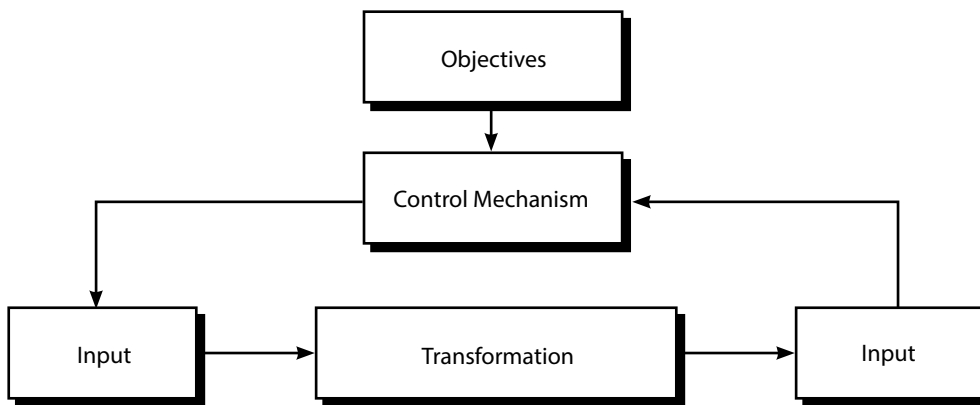 Objectives
Control Mechanism
Input
Transformation
Input